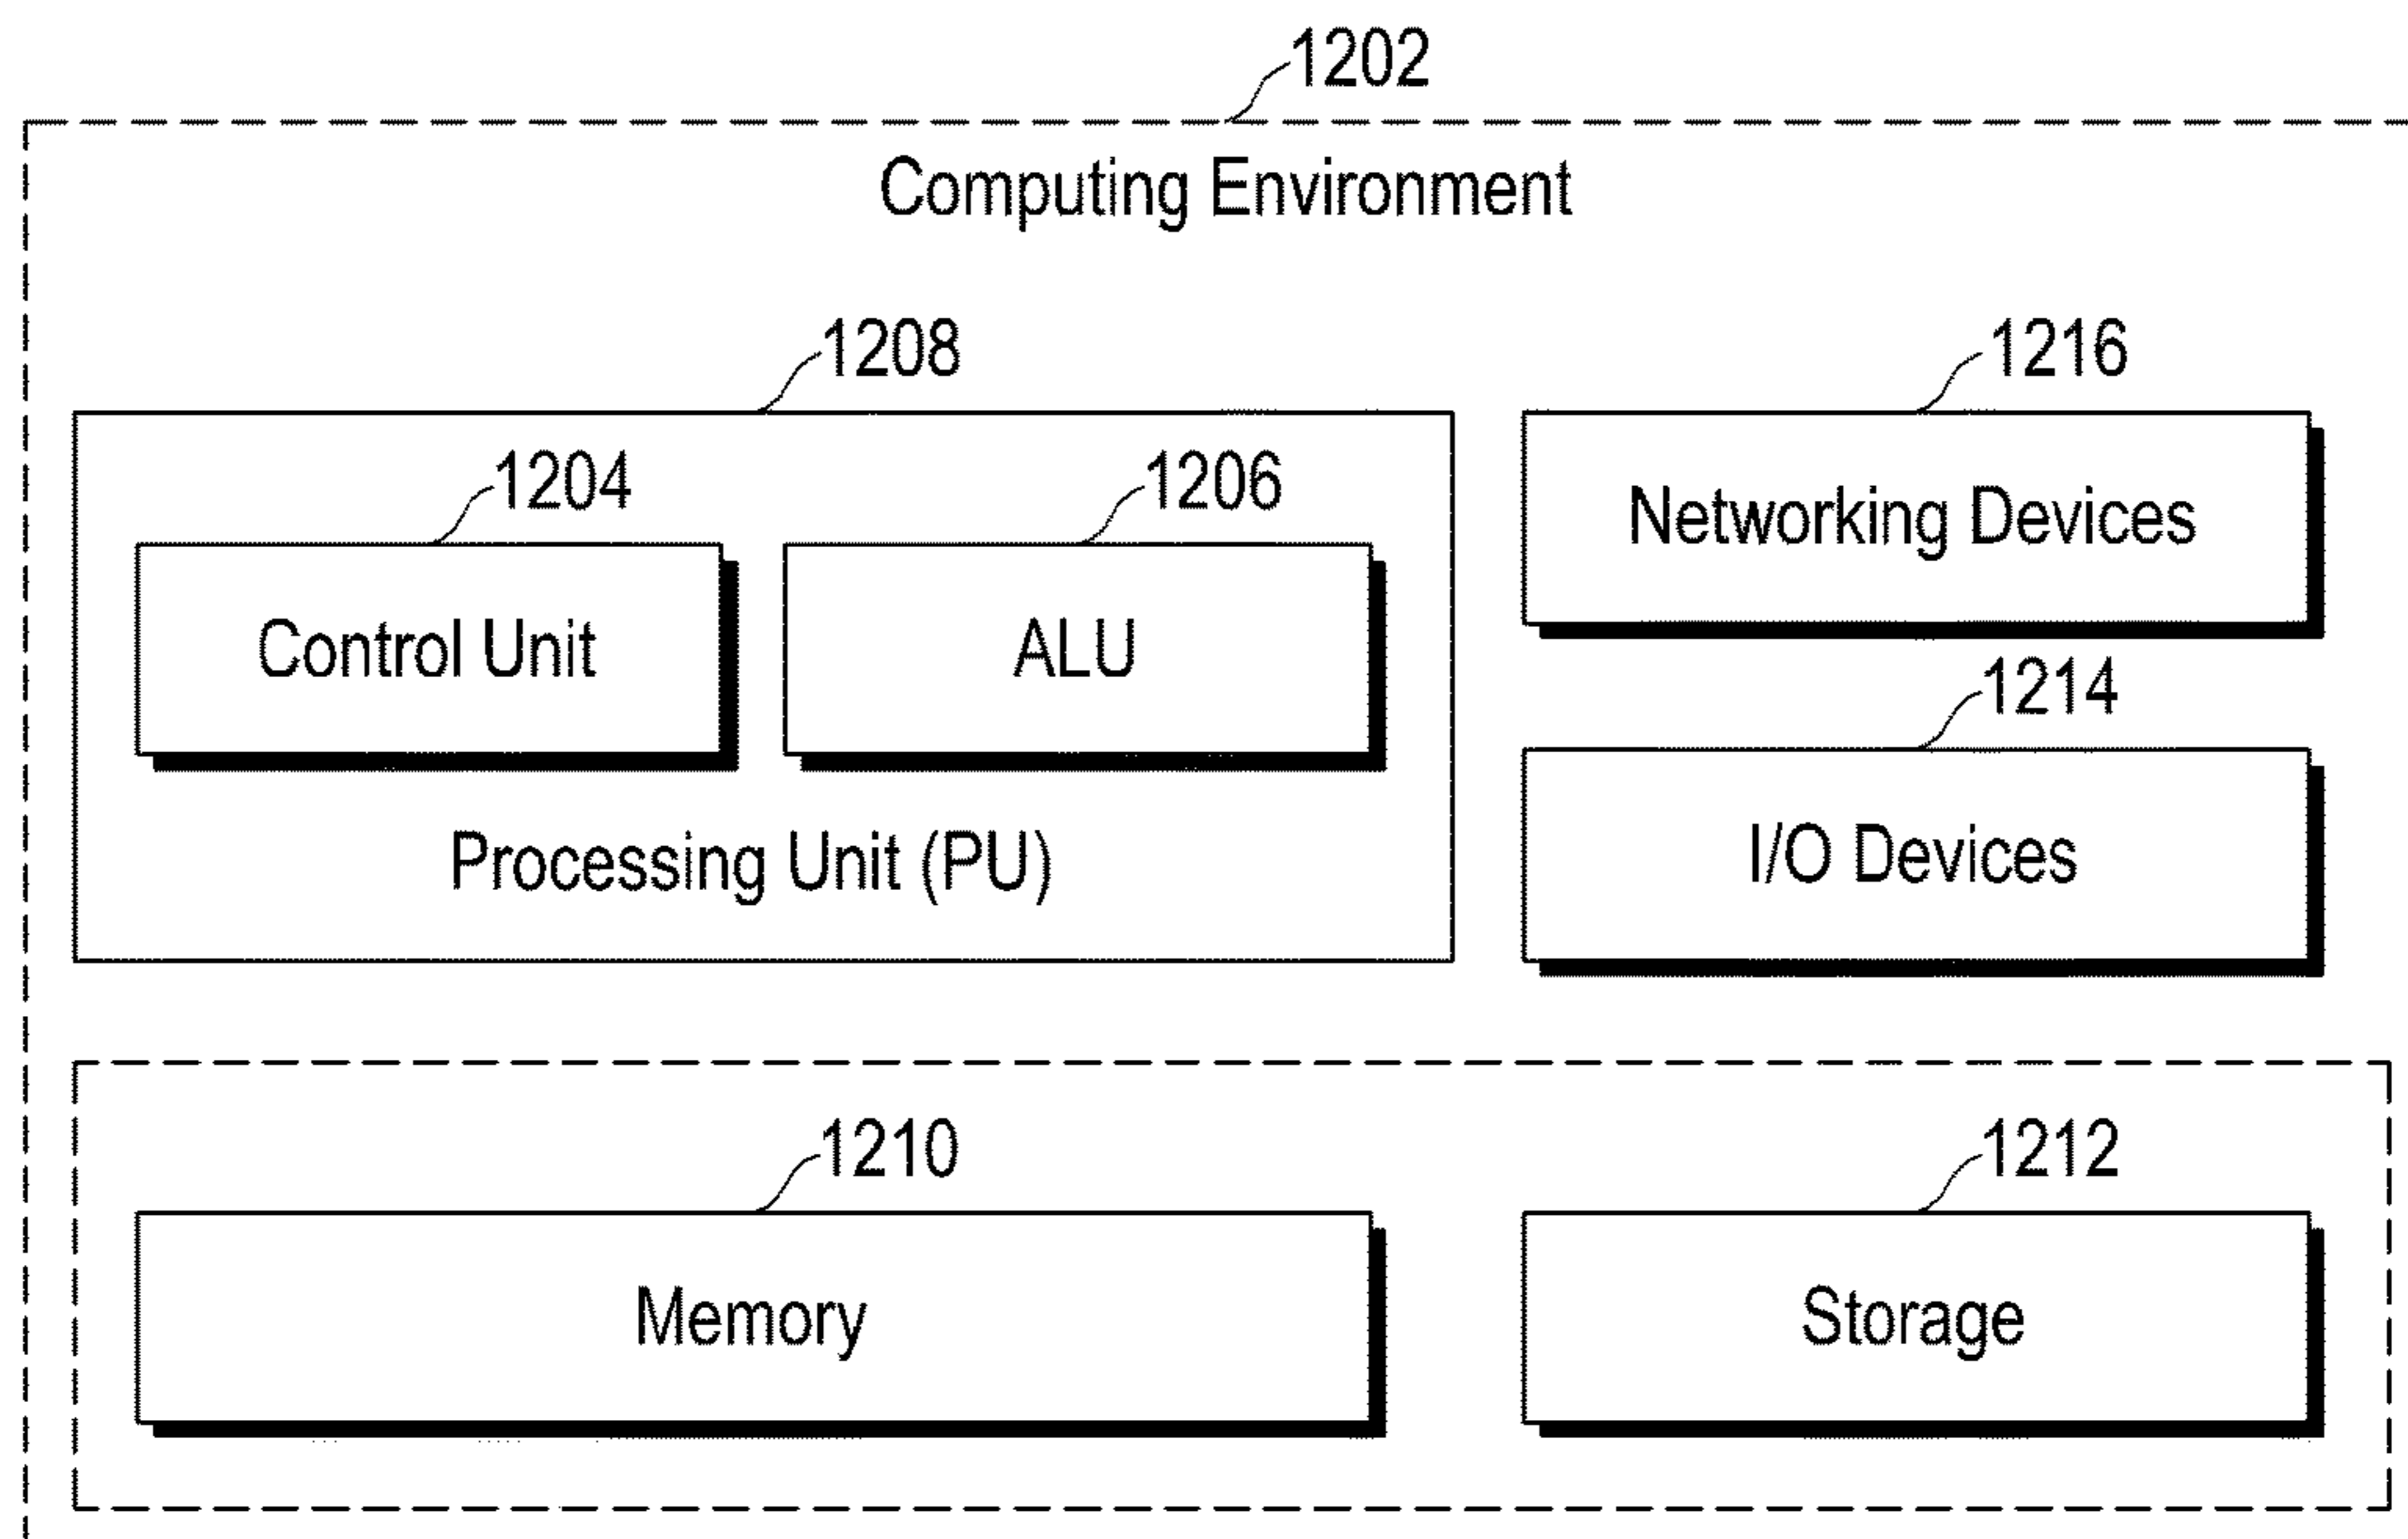 1202
Computing Environment
1208
1216
1204
1206
Networking Devices
Control Unit
ALU
1214
Processing Unit (PU)
I/O Devices
1210
1212
Memory
Storage